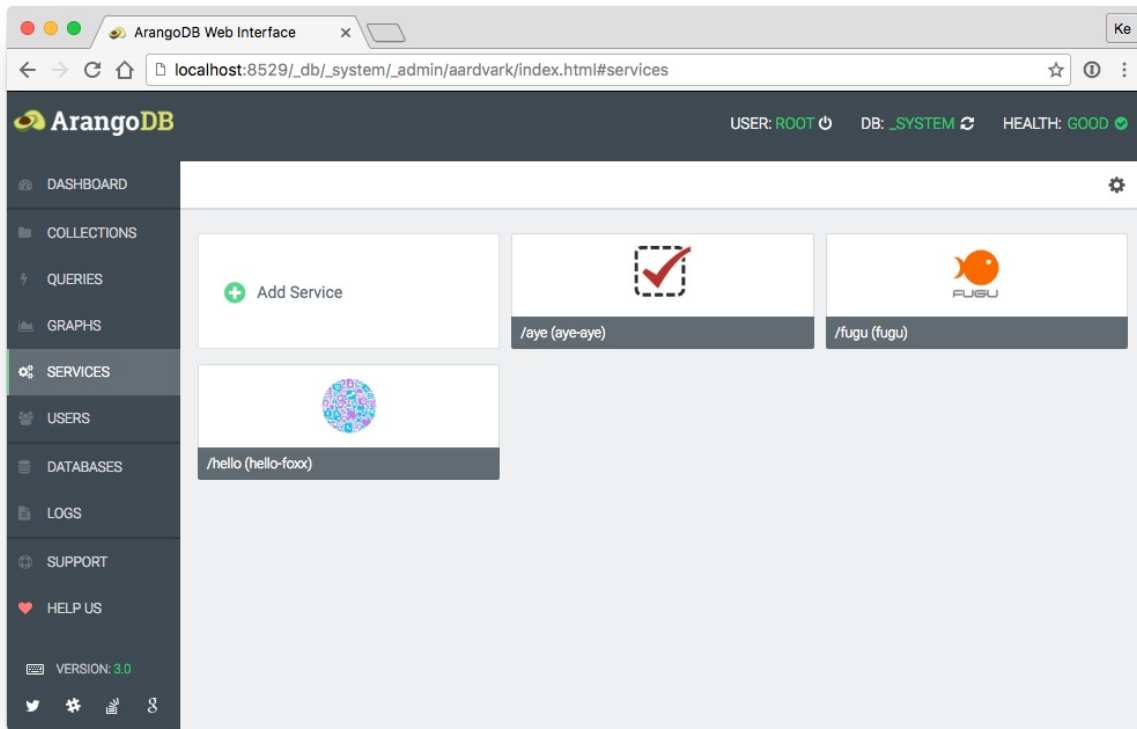 ArangoDB Web Interface
Ke
localhost:8529/_db/_system/_admin/aardvark/index.html#services
ArangoDB
USER: ROOT DB: _SYSTEM HEALTH: GOOD
DASHBOARD
COLLECTIONS
QUERIES
GRAPHS
SERVICES
USERS
DATABASES
LOGS
SUPPORT
HELP US
VERSION: 3.0
Add Service
FUGU
/aye (aye-aye)
/fugu (fugu)
/hello (hello-foxx)